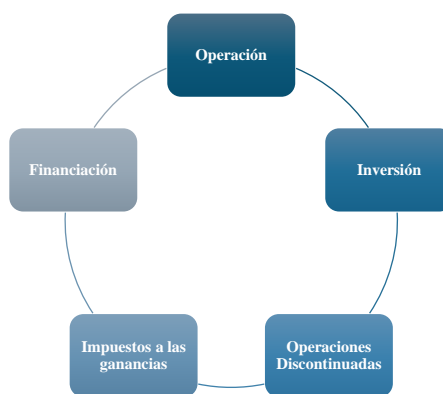 Operación
Inversión
Operaciones
Discontinuadas
Impuestos a las
ganancias
Financiación